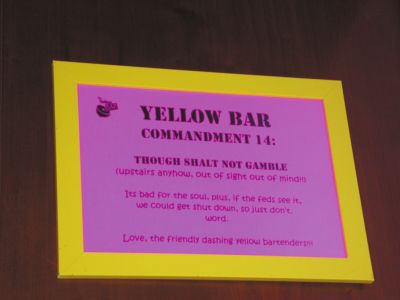 YELLOW BAR
COMMANDMENT 14:
THOUGH SHALT NOT GAMBLE
(upstairs anyhow, out of sight out of mind!!)
Its bad for the soul, plus, if the feds see it,
we could get shut down, so just don't,
word.
Love, the friendly dashing yellow bartenders!!!